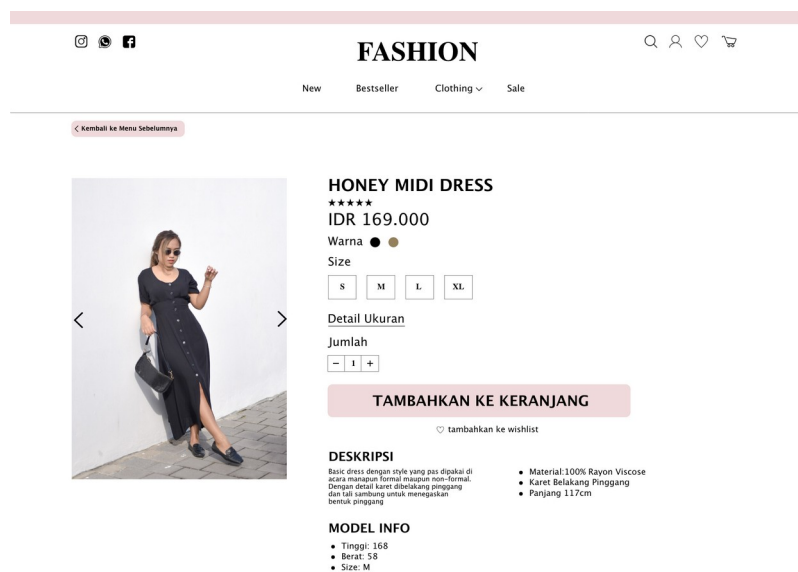 FASHION
New Bestseller Clothing Sale
Kembali ke Menu Sebelumnya
HONEY MIDI DRESS
★★★★★
IDR 169.000
Warna
Size
S M L XL
Detail Ukuran
Jumlah
− 1 +
TAMBAHKAN KE KERANJANG
♡ tambahkan ke wishlist
DESKRIPSI
Basic dress dengan style yang pas dipakai di
acara manapun formal maupun non-formal.
Dengan detail karet dibelakang pinggang
dan tali sambung untuk menegaskan
bentuk pinggang
• Material:100% Rayon Viscose
• Karet Belakang Pinggang
• Panjang 117cm
MODEL INFO
• Tinggi: 168
• Berat: 58
• Size: M